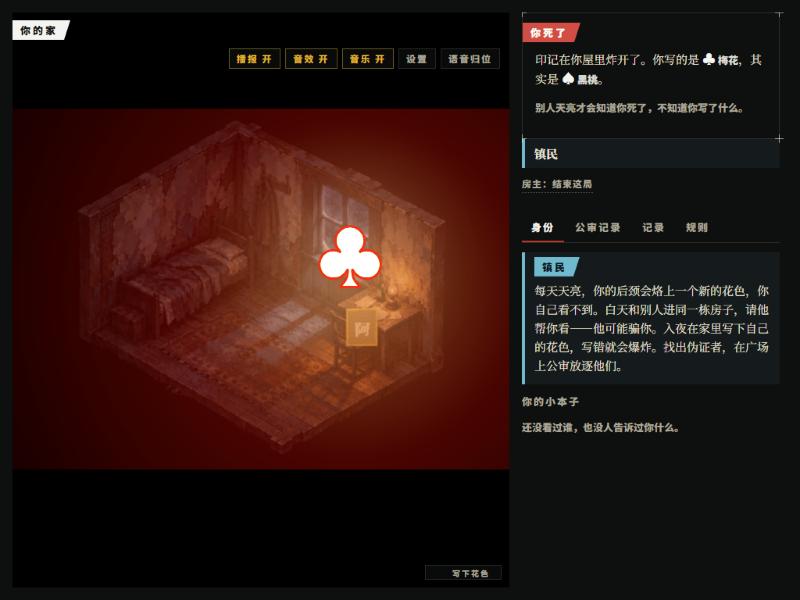 你的家
播报 开
音效 开
音乐 开
设置
语音归位
阿
写下花色
你死了
印记在你屋里炸开了。你写的是 ♣ 梅花，其
实是 ♠ 黑桃。
别人天亮才会知道你死了，不知道你写了什么。
镇民
房主：结束这局
身份
公审记录
记录
规则
镇民
每天天亮，你的后颈会烙上一个新的花色，你
自己看不到。白天和别人进同一栋房子，请他
帮你看——他可能骗你。入夜在家里写下自己
的花色，写错就会爆炸。找出伪证者，在广场
上公审放逐他们。
你的小本子
还没看过谁，也没人告诉过你什么。